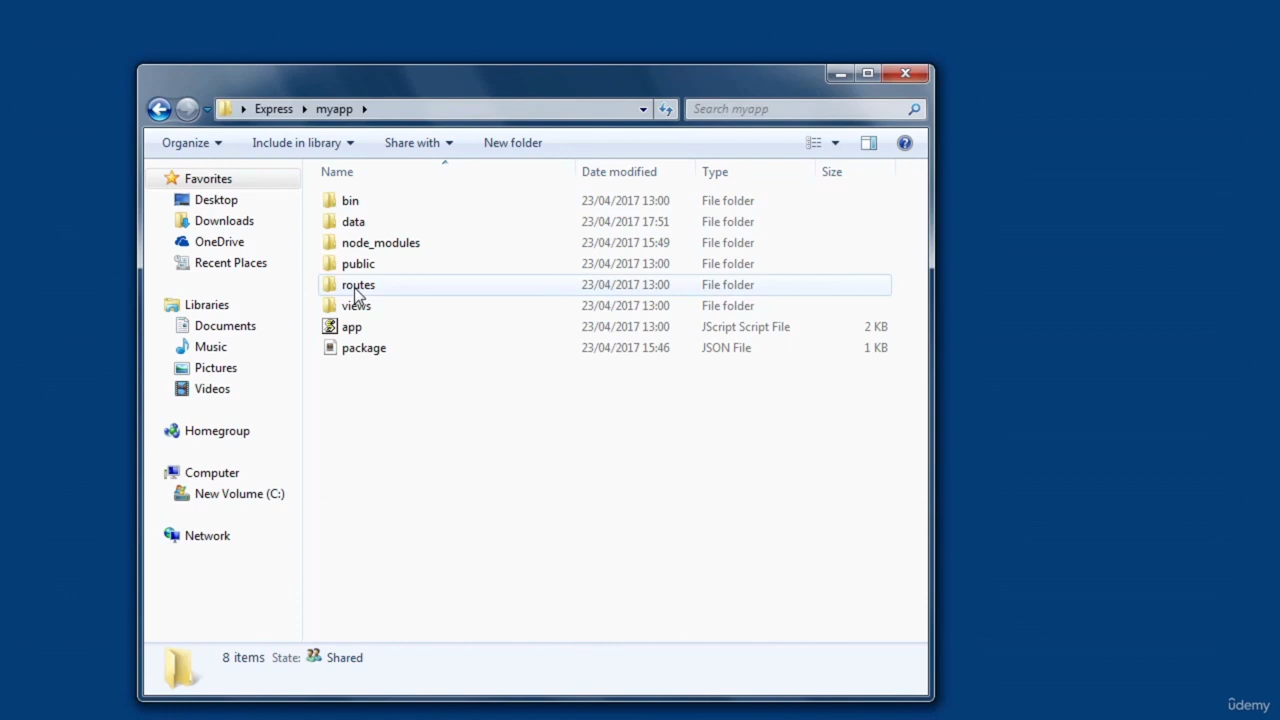 Express myapp
Search myapp
Organize Include in library Share with New folder
Name Date modified Type Size
Favorites
Desktop
Downloads
OneDrive
Recent Places
Libraries
Documents
Music
Pictures
Videos
Homegroup
Computer
New Volume (C:)
Network
bin 23/04/2017 13:00 File folder
data 23/04/2017 17:51 File folder
node_modules 23/04/2017 15:49 File folder
public 23/04/2017 13:00 File folder
routes 23/04/2017 13:00 File folder
views 23/04/2017 13:00 File folder
app 23/04/2017 13:00 JScript Script File 2 KB
package 23/04/2017 15:46 JSON File 1 KB
8 items State: Shared
ûdemy